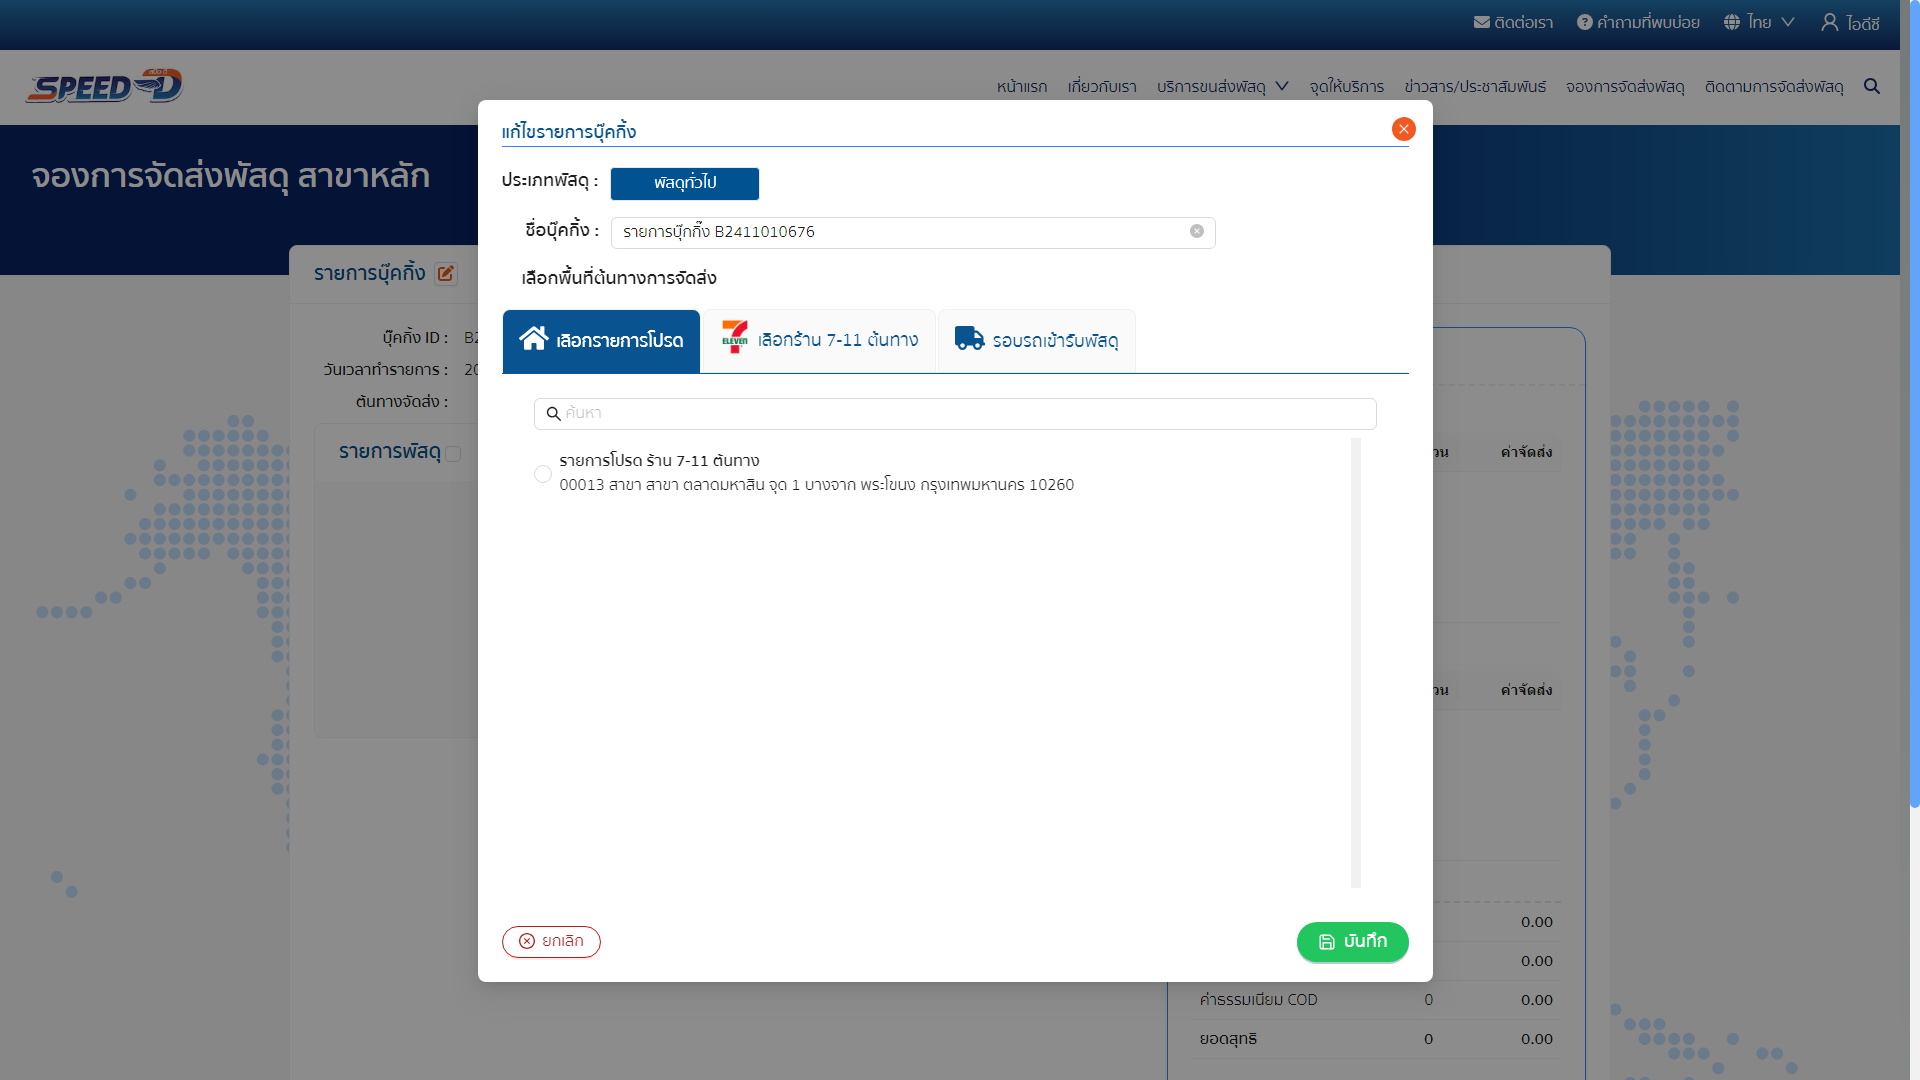 ติดต่อเรา คำถามที่พบบ่อย ไทย ไอดีซี
SPEED-D
หน้าแรก เกี่ยวกับเรา บริการขนส่งพัสดุ จุดให้บริการ ข่าวสาร/ประชาสัมพันธ์ จองการจัดส่งพัสดุ ติดตามการจัดส่งพัสดุ
จองการจัดส่งพัสดุ สาขาหลัก
แก้ไขรายการบุ๊คกิ้ง
ประเภทพัสดุ : พัสดุทั่วไป
ชื่อบุ๊คกิ้ง : รายการบุ๊กกิ๊ง B2411010676
เลือกพื้นที่ต้นทางการจัดส่ง
เลือกรายการโปรด
ELEVEN
เลือกร้าน 7-11 ต้นทาง
รอบรถเข้ารับพัสดุ
ค้นหา
รายการโปรด ร้าน 7-11 ต้นทาง
00013 สาขา สาขา ตลาดมหาสิน จุด 1 บางจาก พระโขนง กรุงเทพมหานคร 10260
ยกเลิก
บันทึก
รายการบุ๊คกิ้ง
บุ๊คกิ้ง ID :
วันเวลาทำรายการ : 20
ต้นทางจัดส่ง :
รายการพัสดุ
ค่าจัดส่ง
ค่าจัดส่ง
0.00
0.00
ค่าธรรมเนียม COD 0 0.00
ยอดสุทธิ 0 0.00